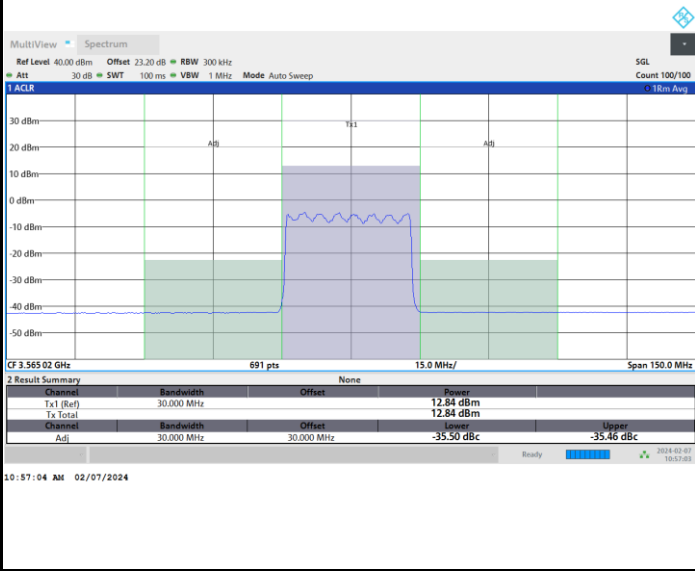 MultiView Spectrum
Ref Level 40.00 dBm Offset 23.20 dB RBW 300 kHz SGL
Att 30 dB SWT 100 ms VBW 1 MHz Mode Auto Sweep Count 100/100
1 ACLR 1Rm Avg
30 dBm
Tx1
20 dBm
Adj Adj
10 dBm
0 dBm
-10 dBm
-20 dBm
-30 dBm
-40 dBm
-50 dBm
CF 3.565 02 GHz 691 pts 15.0 MHz/ Span 150.0 MHz
2 Result Summary None
Channel Bandwidth Offset Power
Tx1 (Ref) 30.000 MHz 12.84 dBm
Tx Total 12.84 dBm
Channel Bandwidth Offset Lower Upper
Adj 30.000 MHz 30.000 MHz -35.50 dBc -35.46 dBc
Ready 2024-02-07
10:57:03
10:57:04 AM 02/07/2024